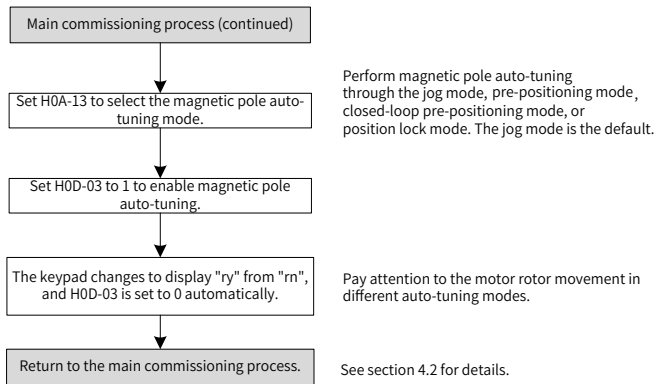 Main commissioning process (continued)
Set H0A-13 to select the magnetic pole auto-
tuning mode.
Perform magnetic pole auto-tuning
through the jog mode, pre-positioning mode,
closed-loop pre-positioning mode, or
position lock mode. The jog mode is the default.
Set H0D-03 to 1 to enable magnetic pole
auto-tuning.
The keypad changes to display "ry" from "rn",
and H0D-03 is set to 0 automatically.
Pay attention to the motor rotor movement in
different auto-tuning modes.
Return to the main commissioning process.
See section 4.2 for details.